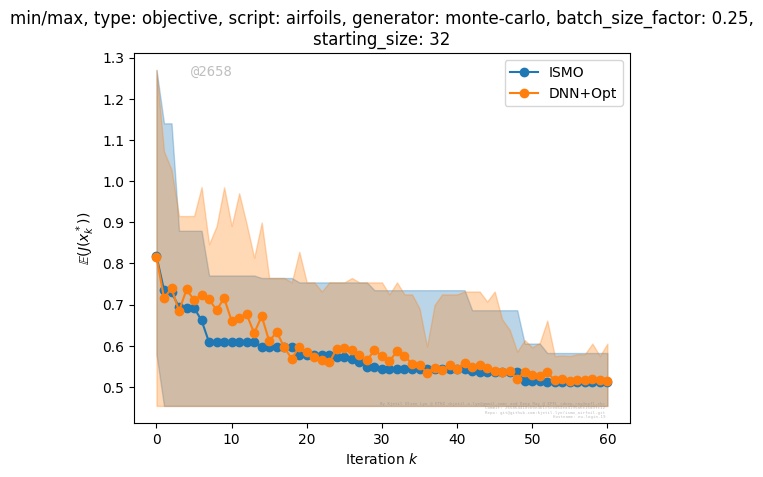 min/max, type: objective, script: airfoils, generator: monte-carlo, batch_size_factor: 0.25,
starting_size: 32
@2658
ISMO
DNN+Opt
1.3
1.2
1.1
1.0
0.9
0.8
0.7
0.6
0.5
𝔼(J(x*_k))
0
10
20
30
40
50
60
Iteration k